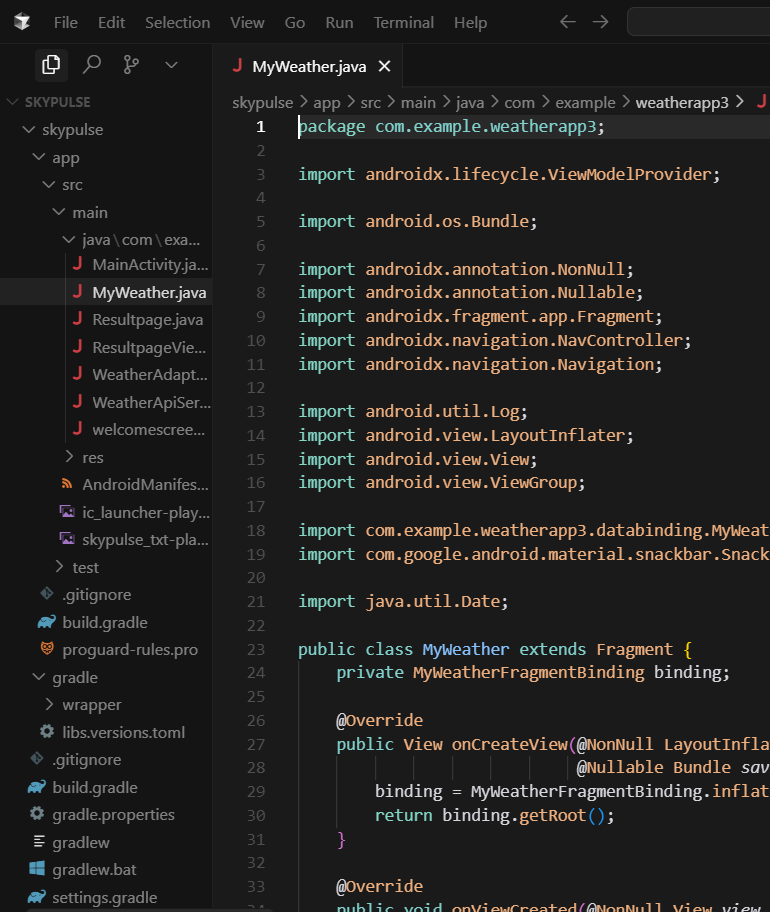 File Edit Selection View Go Run Terminal Help
MyWeather.java
SKYPULSE
skypulse
app
src
main
java\com\exa...
MainActivity.ja...
MyWeather.java
Resultpage.java
ResultpageVie...
WeatherAdapt...
WeatherApiSer...
welcomescree...
res
AndroidManifes...
ic_launcher-play...
skypulse_txt-pla...
test
.gitignore
build.gradle
proguard-rules.pro
gradle
wrapper
libs.versions.toml
.gitignore
build.gradle
gradle.properties
gradlew
gradlew.bat
settings.gradle
skypulse > app > src > main > java > com > example > weatherapp3 >
1 package com.example.weatherapp3;
2
3 import androidx.lifecycle.ViewModelProvider;
4
5 import android.os.Bundle;
6
7 import androidx.annotation.NonNull;
8 import androidx.annotation.Nullable;
9 import androidx.fragment.app.Fragment;
10 import androidx.navigation.NavController;
11 import androidx.navigation.Navigation;
12
13 import android.util.Log;
14 import android.view.LayoutInflater;
15 import android.view.View;
16 import android.view.ViewGroup;
17
18 import com.example.weatherapp3.databinding.MyWeat
19 import com.google.android.material.snackbar.Snack
20
21 import java.util.Date;
22
23 public class MyWeather extends Fragment {
24 private MyWeatherFragmentBinding binding;
25
26 @Override
27 public View onCreateView(@NonNull LayoutInfla
28 @Nullable Bundle sav
29 binding = MyWeatherFragmentBinding.inflat
30 return binding.getRoot();
31 }
32
33 @Override
34 public void onViewCreated(@NonNull View view,